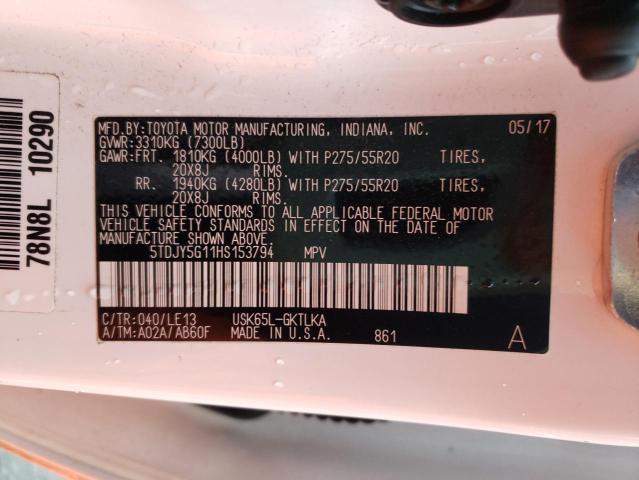 MFD.BY:TOYOTA MOTOR MANUFACTURING, INDIANA, INC. 05/17
GVWR:3310KG (7300LB)
GAWR:FRT. 1810KG (4000LB) WITH P275/55R20 TIRES,
20X8J RIMS.
RR. 1940KG (4280LB) WITH P275/55R20 TIRES,
20X8J RIMS.
THIS VEHICLE CONFORMS TO ALL APPLICABLE FEDERAL MOTOR
VEHICLE SAFETY STANDARDS IN EFFECT ON THE DATE OF
MANUFACTURE SHOWN ABOVE.
5TDJY5G11HS153794 MPV
C/TR:040/LE13 USK65L-GKTLKA
A/TM:A02A/AB60F MADE IN U.S.A. 861 A
78N8L 10290